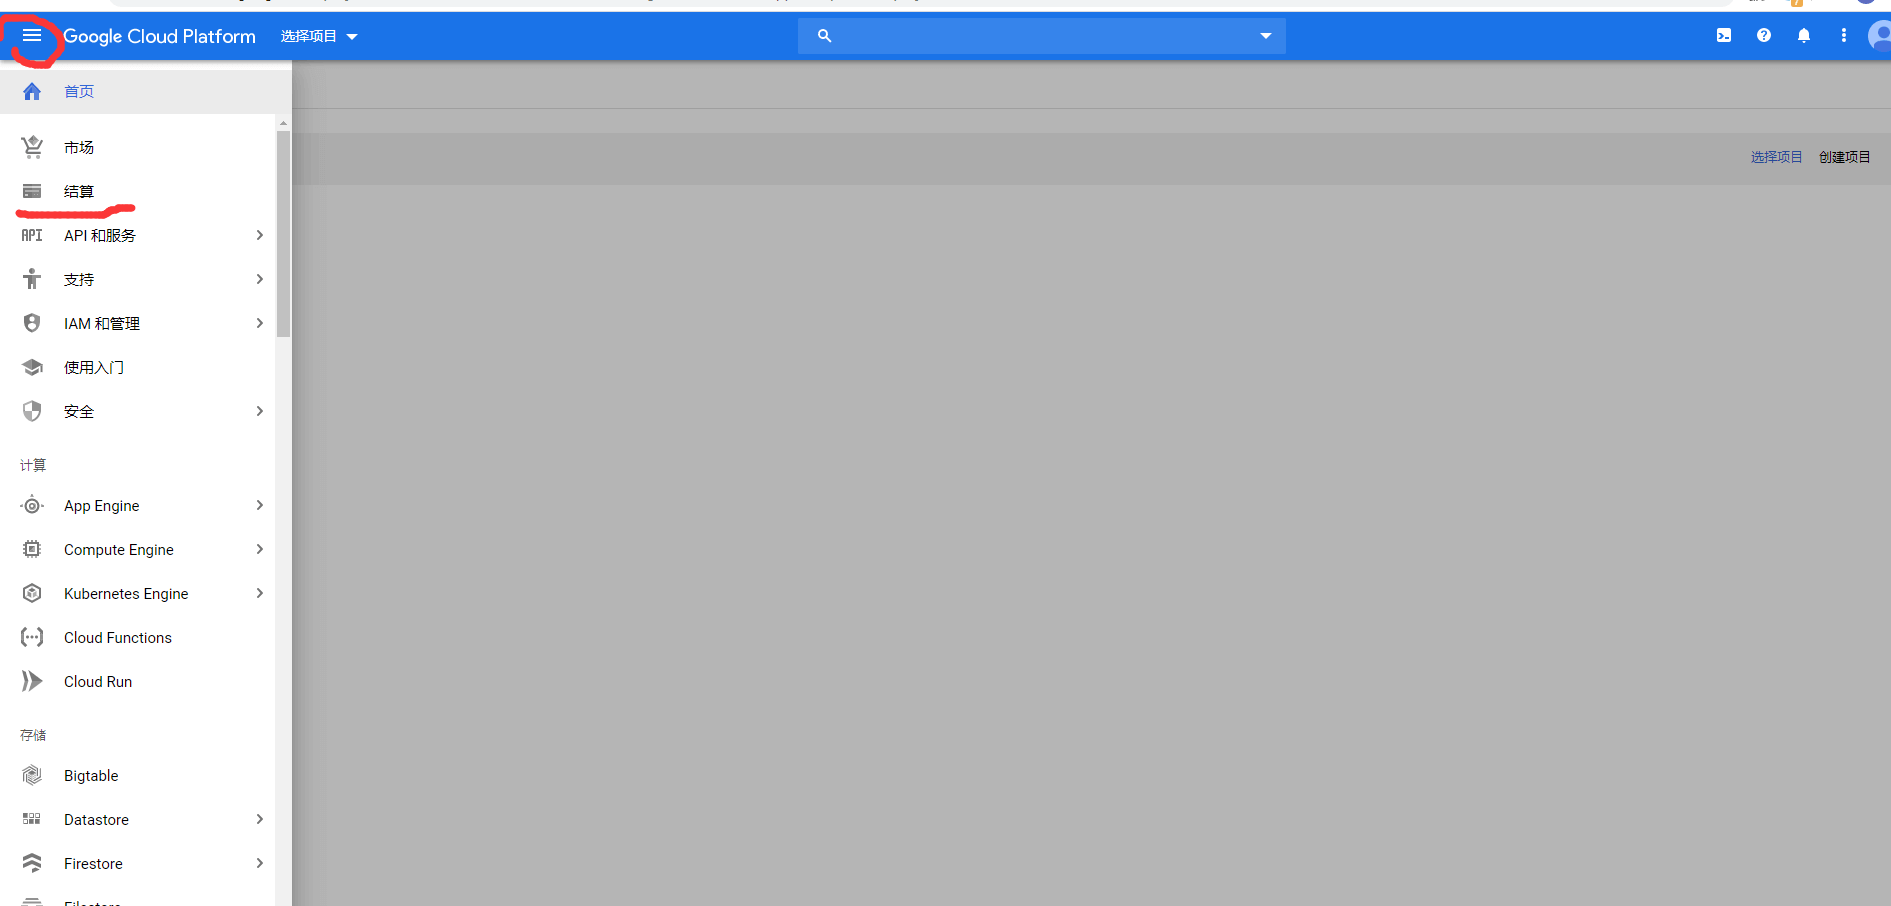 Google Cloud Platform 选择项目
首页
市场
结算
选择项目 创建项目
API API 和服务
支持
IAM 和管理
使用入门
安全
计算
App Engine
Compute Engine
Kubernetes Engine
Cloud Functions
Cloud Run
存储
Bigtable
Datastore
Firestore